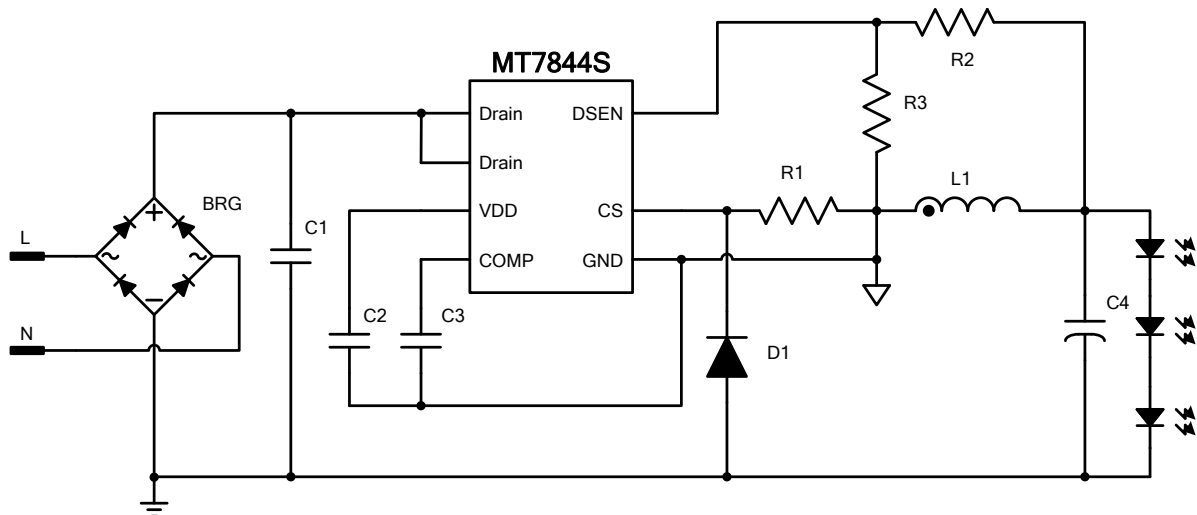 MT7844S
Drain
DSEN
Drain
VDD
CS
COMP
GND
L
N
BRG
C1
C2
C3
R1
R2
R3
L1
D1
C4